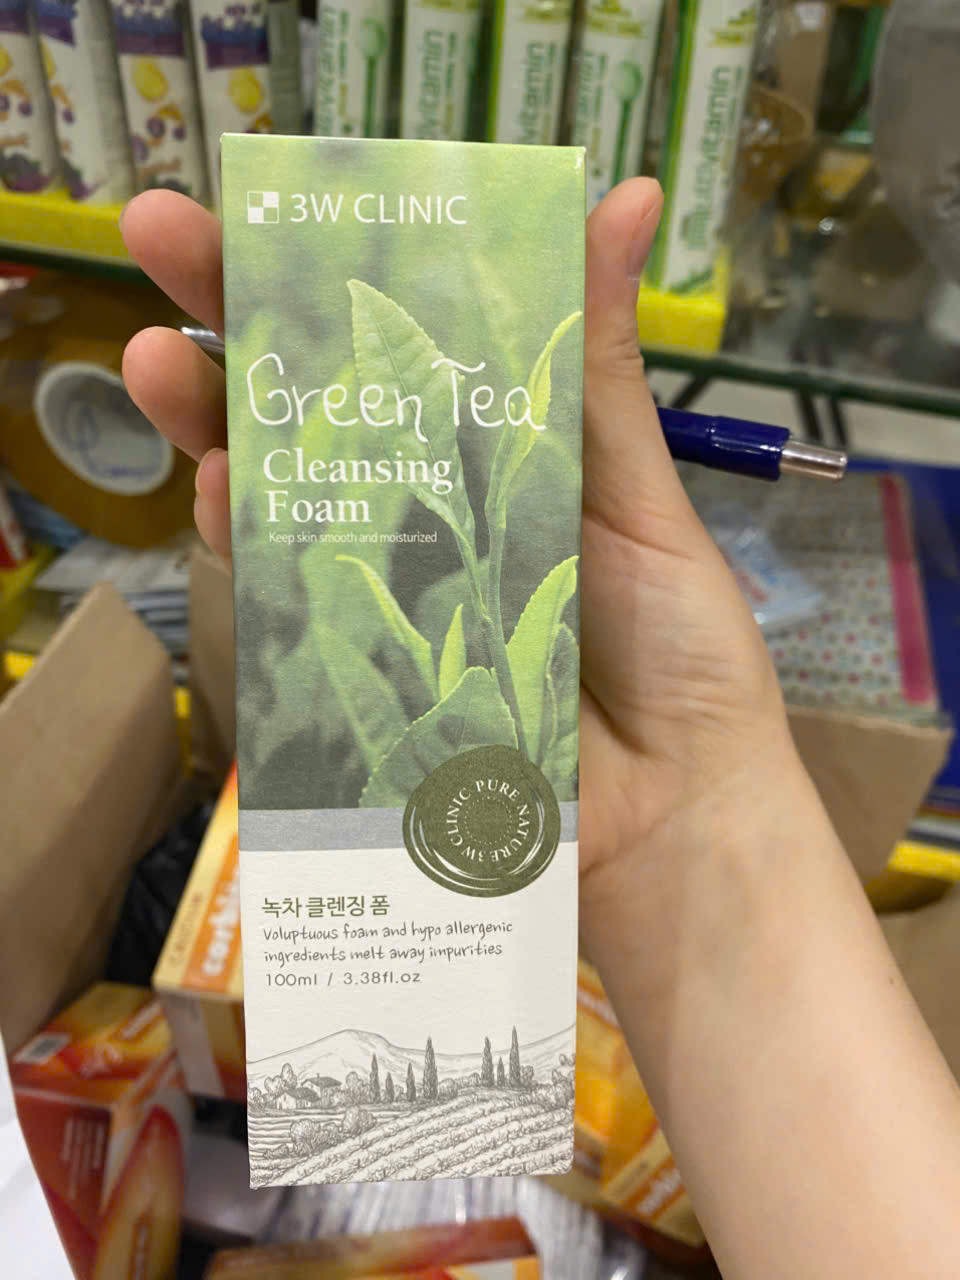 multivitamin
3W CLINIC
Green Tea
Cleansing
Foam
Keep skin smooth and moisturized
3W CLINIC PURE NATURE
녹차 클렌징 폼
Voluptuous foam and hypo allergenic
ingredients melt away impurities
100ml / 3.38fl.oz